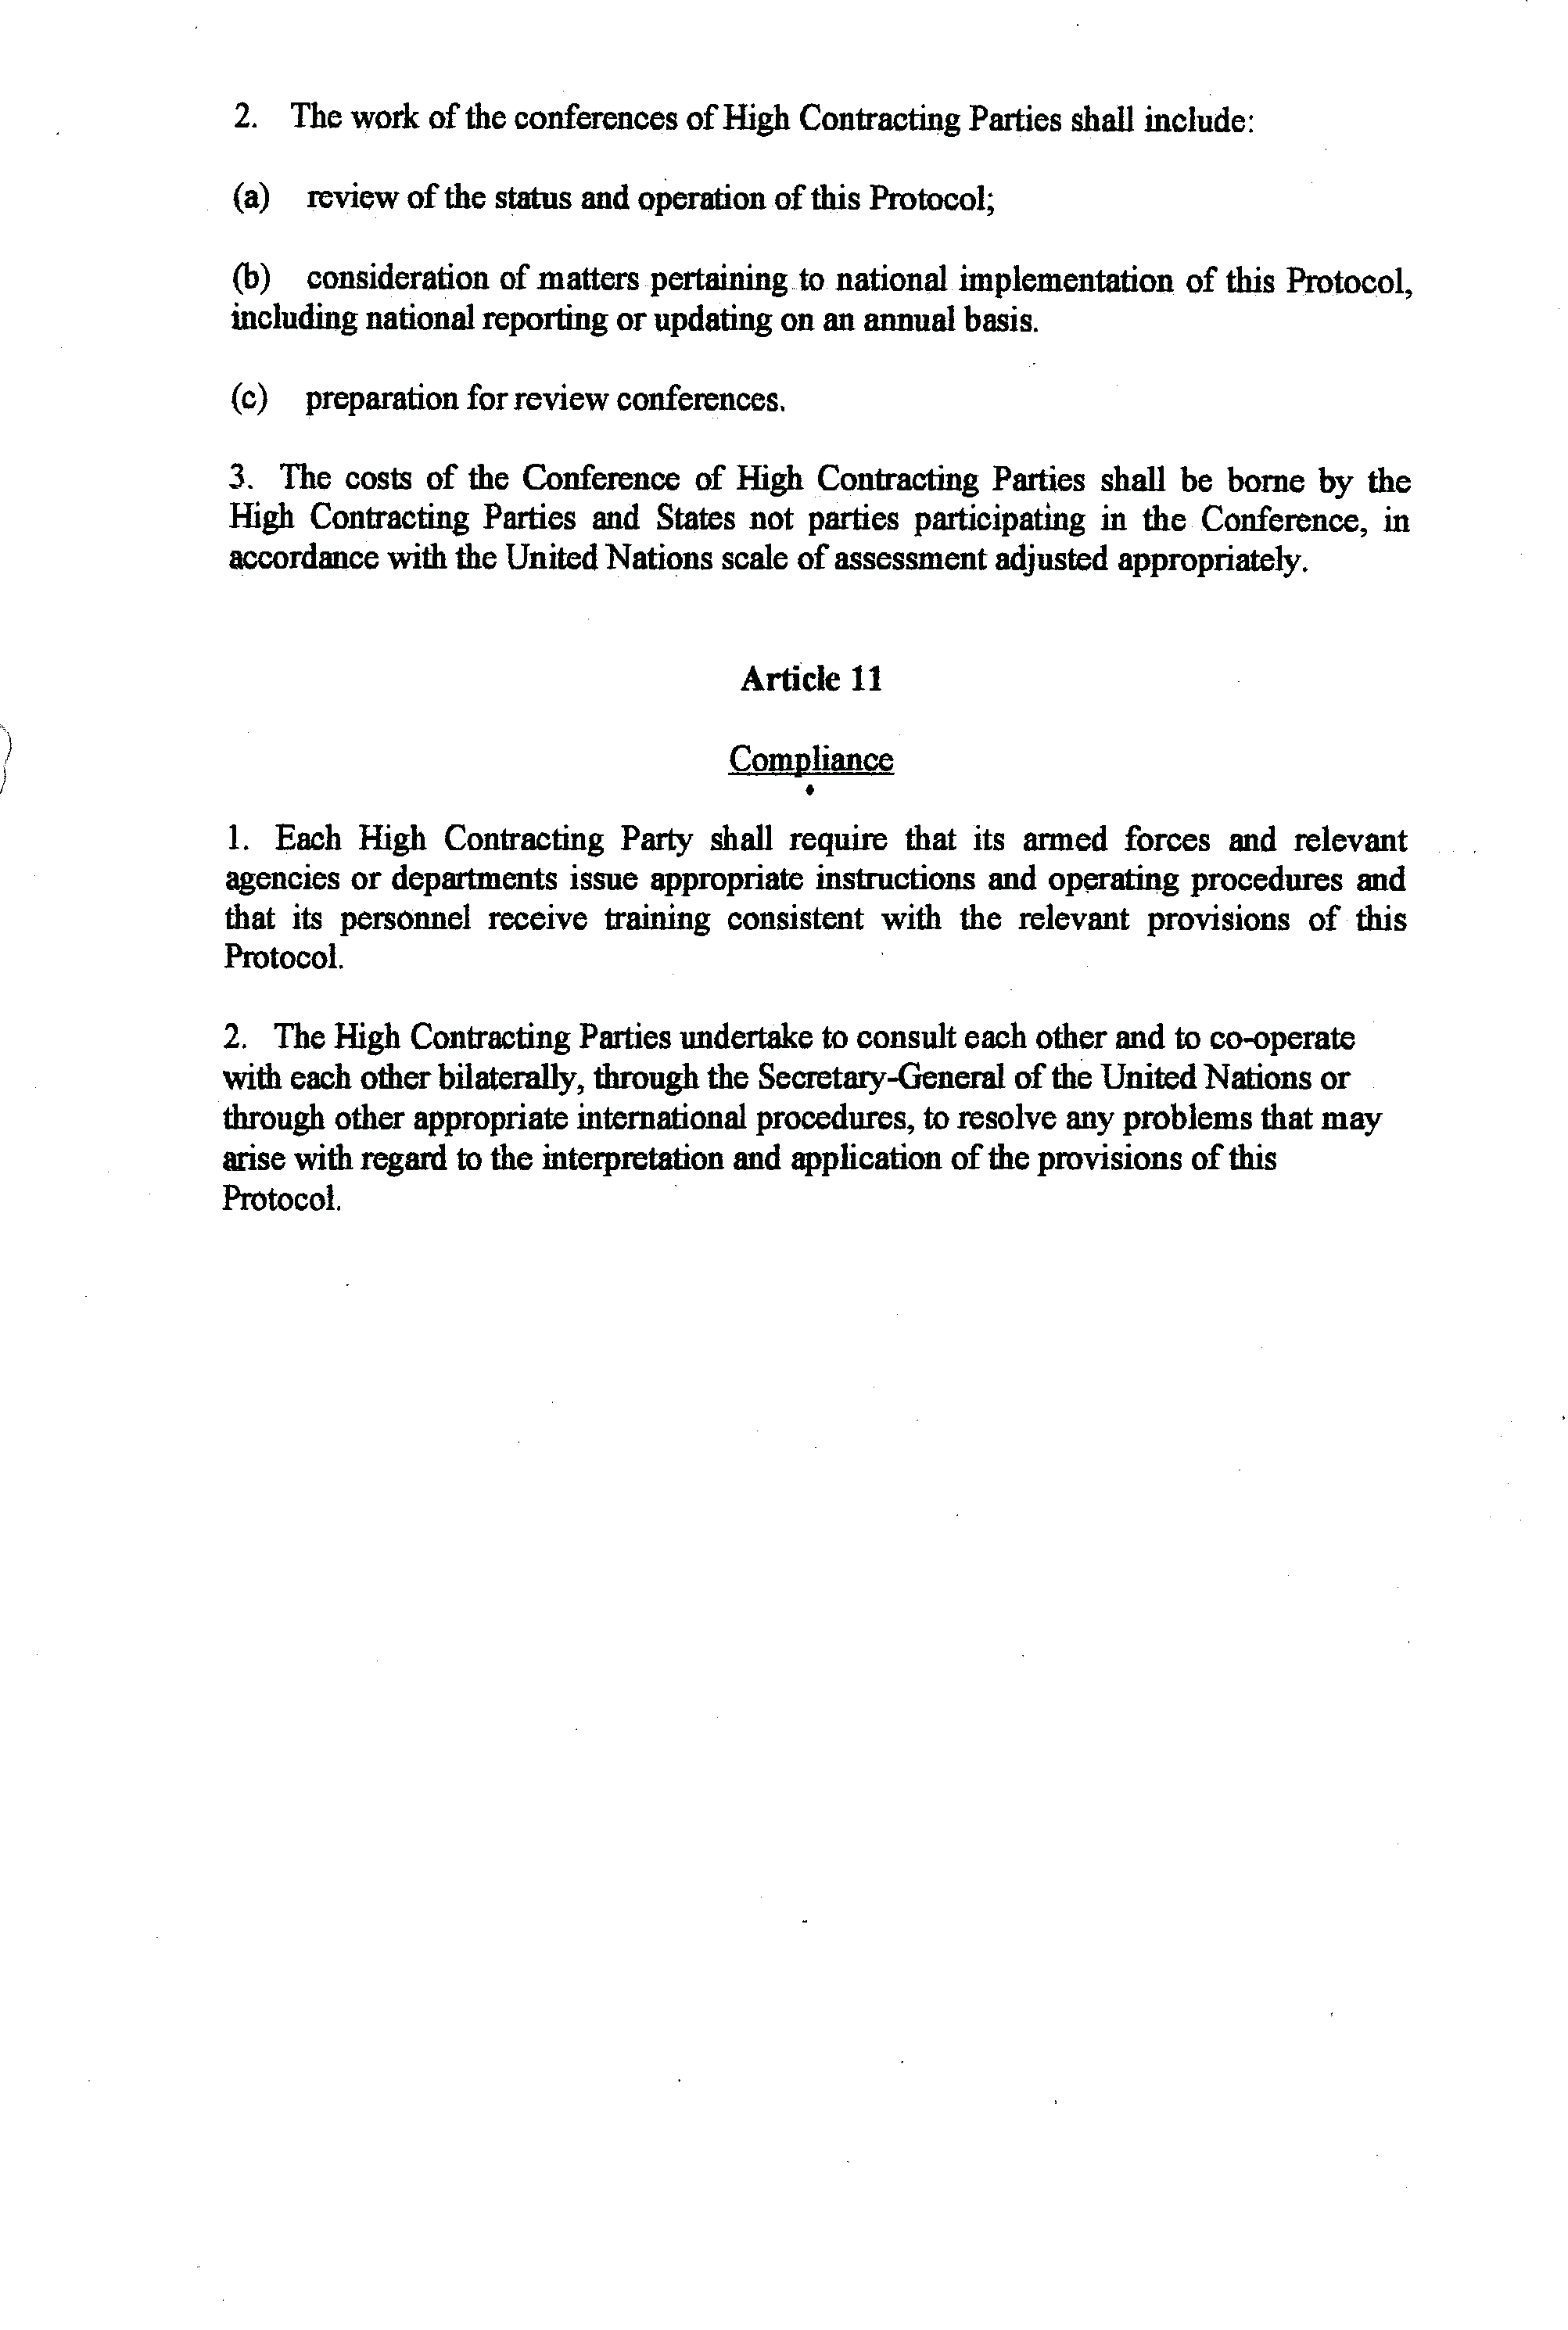 2. The work of the conferences of High Contracting Parties shall include:
(a) review of the status and operation of this Protocol;
(b) consideration of matters pertaining to national implementation of this Protocol,
including national reporting or updating on an annual basis.
(c) preparation for review conferences.
3. The costs of the Conference of High Contracting Parties shall be borne by the
High Contracting Parties and States not parties participating in the Conference, in
accordance with the United Nations scale of assessment adjusted appropriately.
Article 11
Compliance
1. Each High Contracting Party shall require that its armed forces and relevant
agencies or departments issue appropriate instructions and operating procedures and
that its personnel receive training consistent with the relevant provisions of this
Protocol.
2. The High Contracting Parties undertake to consult each other and to co-operate
with each other bilaterally, through the Secretary-General of the United Nations or
through other appropriate international procedures, to resolve any problems that may
arise with regard to the interpretation and application of the provisions of this
Protocol.